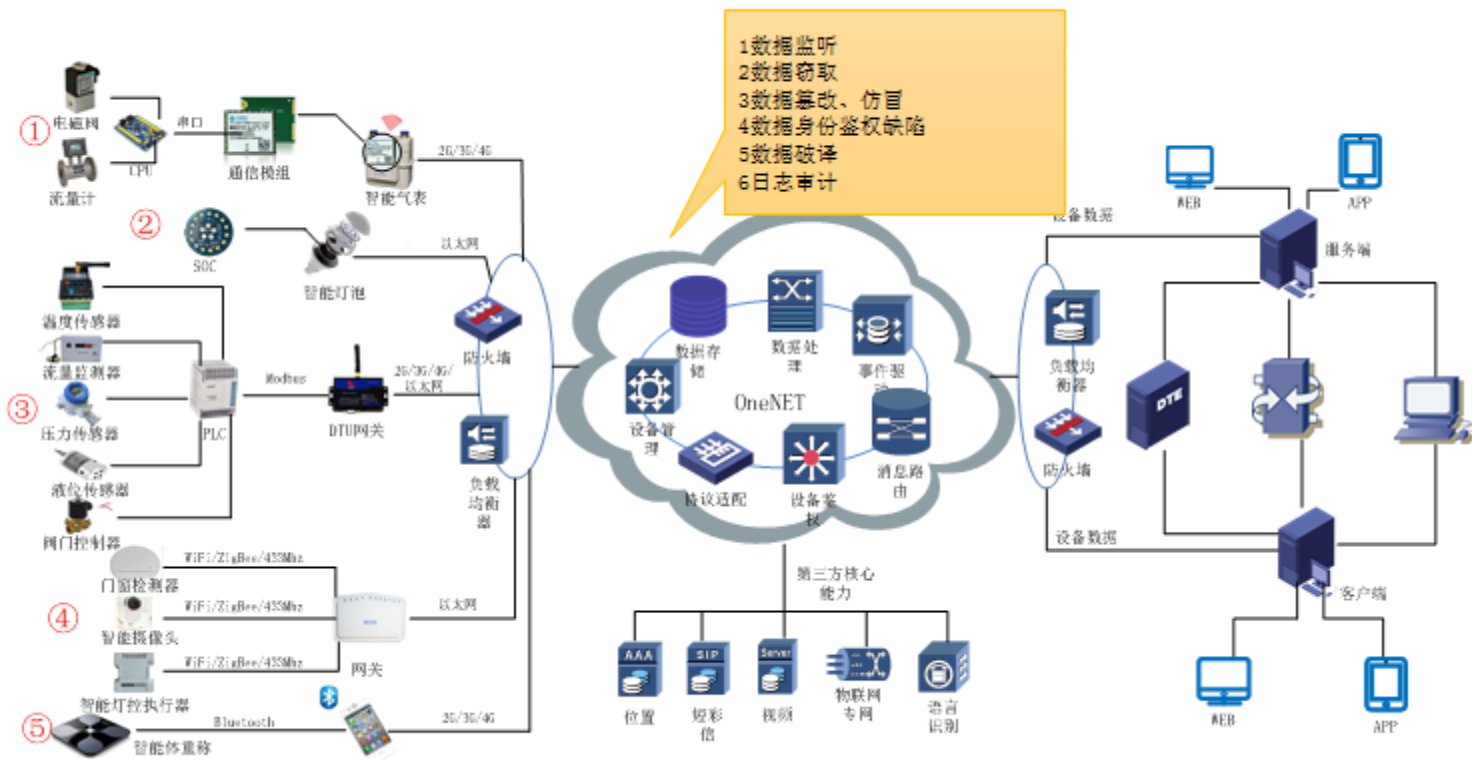 1数据监听
2数据窃取
3数据篡改、仿冒
4数据身份鉴权缺陷
5数据破译
6日志审计
①
电磁阀
串口
CPU
流量计
通信模组
智能气表
2G/3G/4G
②
SOC
智能灯泡
以太网
③
温度传感器
流量监测器
压力传感器
液位传感器
阀门控制器
PLC
Modbus
DTU网关
2G/3G/4G/
以太网
防火墙
负载
均衡
器
④
WiFi/ZigBee/433Mhz
门窗检测器
WiFi/ZigBee/433Mhz
智能摄像头
WiFi/ZigBee/433Mhz
智能灯控执行器
网关
以太网
⑤
Bluetooth
智能体重称
2G/3G/4G
数据存
储
数据处
理
事件驱
动
OneNET
设备管
理
协议适配
设备鉴
权
消息路
由
第三方核心
能力
AAA
位置
SIP
短彩
信
Server
视频
物联网
专网
语言
识别
设备数据
负载均
衡器
防火墙
设备数据
WEB
APP
服务端
DTE
客户端
WEB
APP